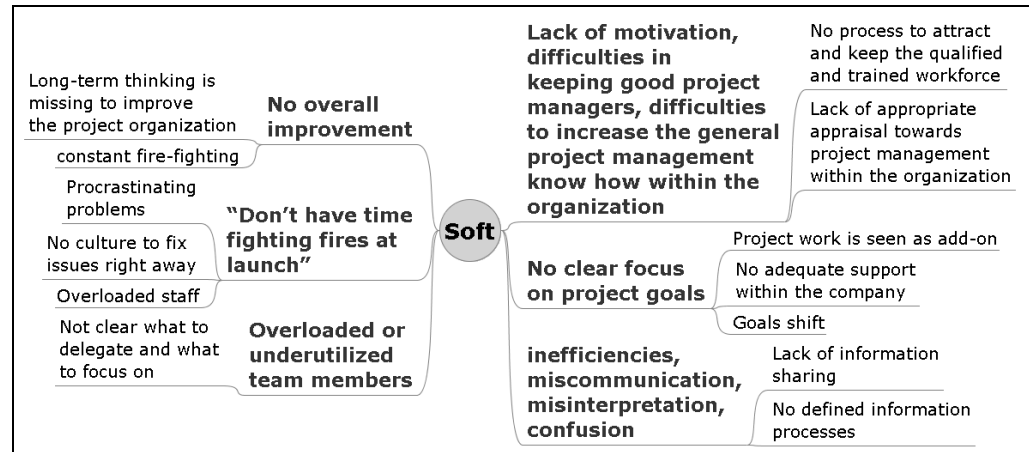 Long-term thinking is
missing to improve
the project organization
constant fire-fighting
No overall
improvement
Procrastinating
problems
No culture to fix
issues right away
Overloaded staff
“Don’t have time
fighting fires at
launch”
Not clear what to
delegate and what
to focus on
Overloaded or
underutilized
team members
Soft
Lack of motivation,
difficulties in
keeping good project
managers, difficulties
to increase the general
project management
know how within the
organization
No process to attract
and keep the qualified
and trained workforce
Lack of appropriate
appraisal towards
project management
within the organization
No clear focus
on project goals
Project work is seen as add-on
No adequate support
within the company
Goals shift
inefficiencies,
miscommunication,
misinterpretation,
confusion
Lack of information
sharing
No defined information
processes